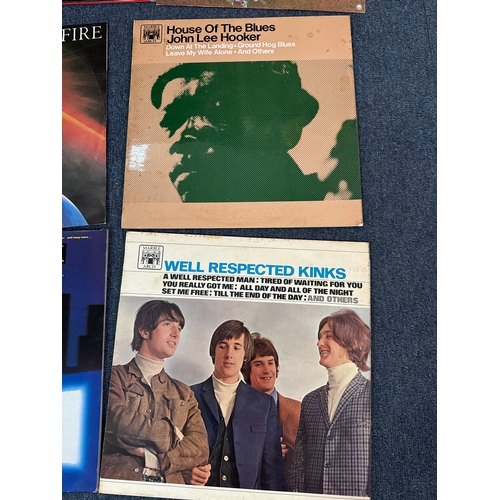 FIRE
MARBLE
ARCH
House Of The Blues
John Lee Hooker
Down At The Landing • Ground Hog Blues
Leave My Wife Alone • And Others
MARBLE
ARCH
WELL RESPECTED KINKS
A WELL RESPECTED MAN : TIRED OF WAITING FOR YOU
YOU REALLY GOT ME : ALL DAY AND ALL OF THE NIGHT
SET ME FREE : TILL THE END OF THE DAY : AND OTHERS